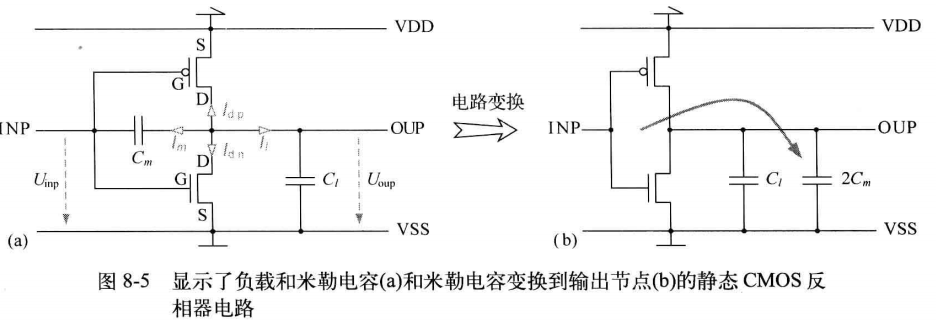 VDD
VDD
S
G
D
I_dp
电路变换
INP
C_m
I_m
I_l
OUP
INP
OUP
I_dn
D
U_inp
G
C_l
U_oup
C_l
2C_m
S
(a)
VSS
(b)
VSS
图 8-5 显示了负载和米勒电容(a)和米勒电容变换到输出节点(b)的静态 CMOS 反
相器电路